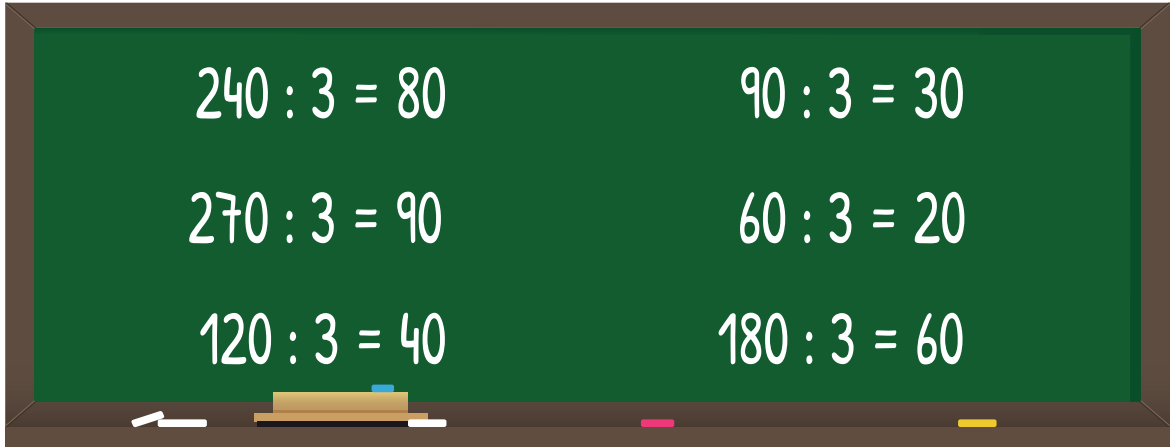 240 : 3 = 80
90 : 3 = 30
270 : 3 = 90
60 : 3 = 20
120 : 3 = 40
180 : 3 = 60